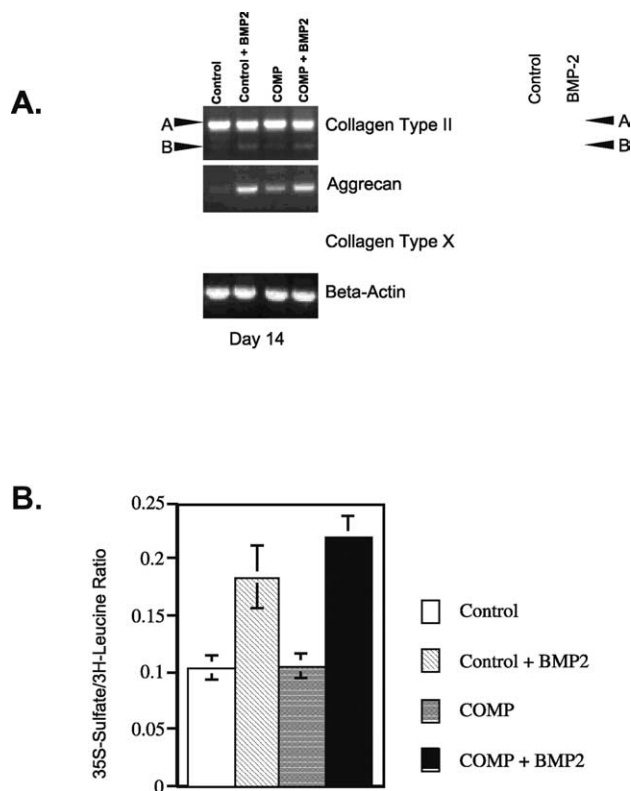 A.
Control
Control + BMP2
COMP
COMP + BMP2
A
B
Collagen Type II
Aggrecan
Collagen Type X
Beta-Actin
Day 14
Control
BMP-2
A
B
B.
35S-Sulfate/3H-Leucine Ratio
0.25
0.2
0.15
0.1
0.05
0
Control
Control + BMP2
COMP
COMP + BMP2